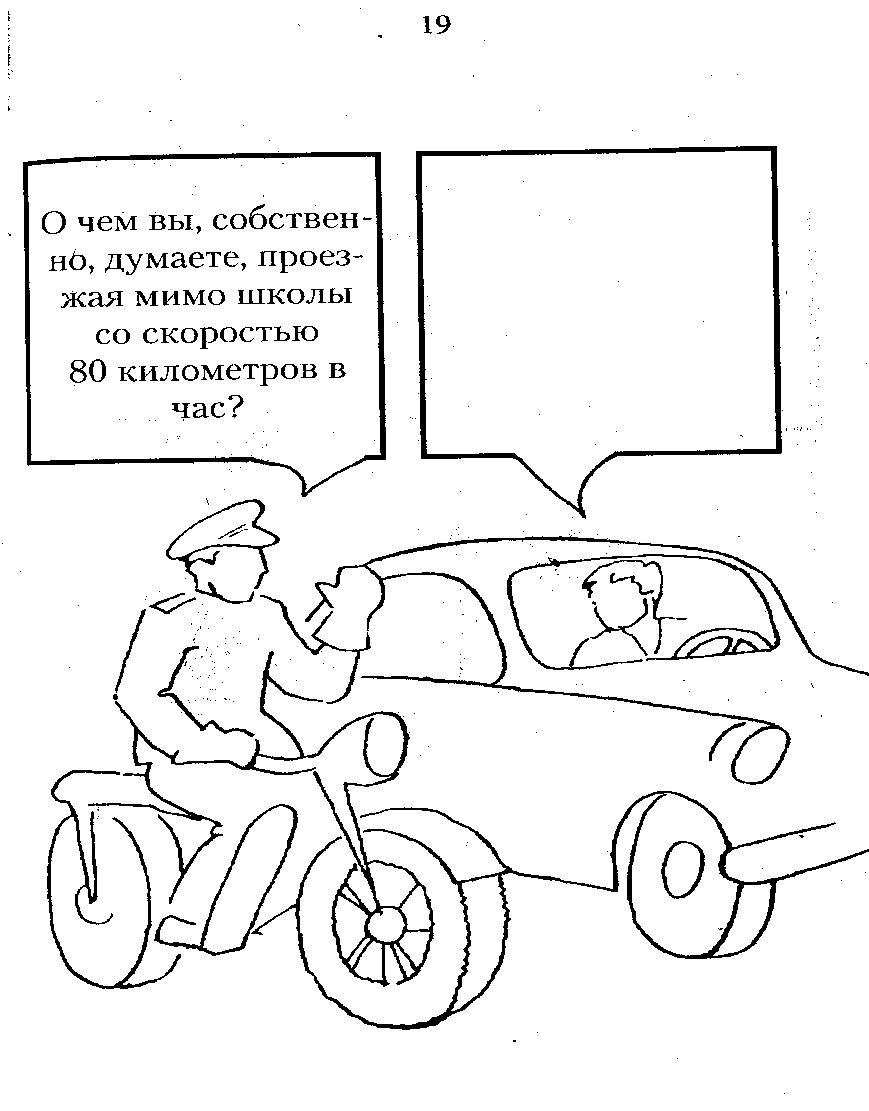 19
О чем вы, собствен-
но, думаете, проез-
жая мимо школы
со скоростью
80 километров в
час?